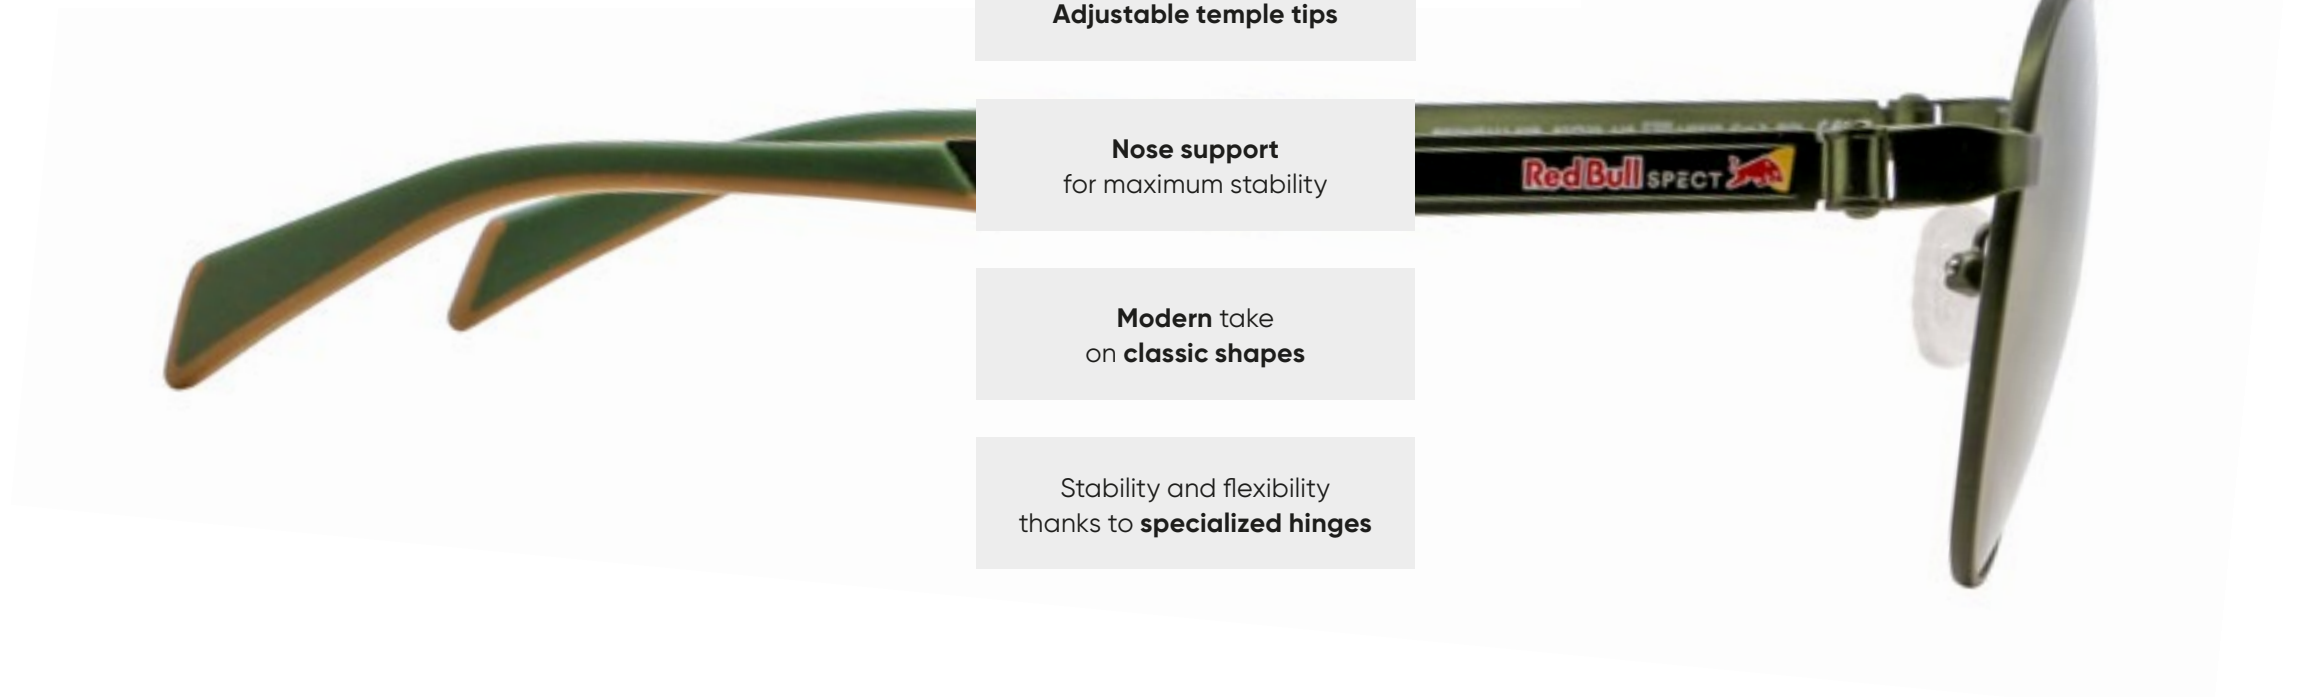 Adjustable temple tips
Nose support
for maximum stability
Red Bull SPECT
Modern take
on classic shapes
Stability and flexibility
thanks to specialized hinges